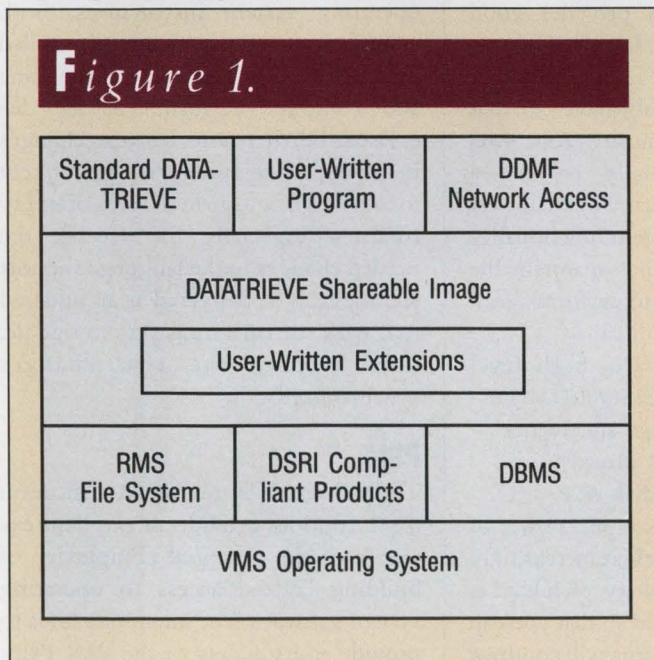 Figure 1.
Standard DATA-
TRIEVE
User-Written
Program
DDMF
Network Access
DATATRIEVE Shareable Image
User-Written Extensions
RMS
File System
DSRI Comp-
liant Products
DBMS
VMS Operating System